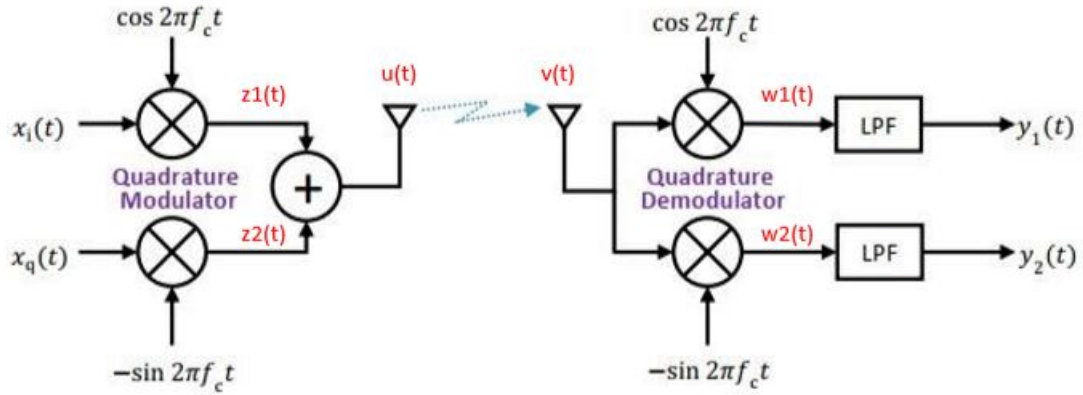 cos 2πf_c t
cos 2πf_c t
u(t)
v(t)
z1(t)
w1(t)
x_i(t)
LPF
y_1(t)
Quadrature
Modulator
+
Quadrature
Demodulator
z2(t)
w2(t)
x_q(t)
LPF
y_2(t)
−sin 2πf_c t
−sin 2πf_c t